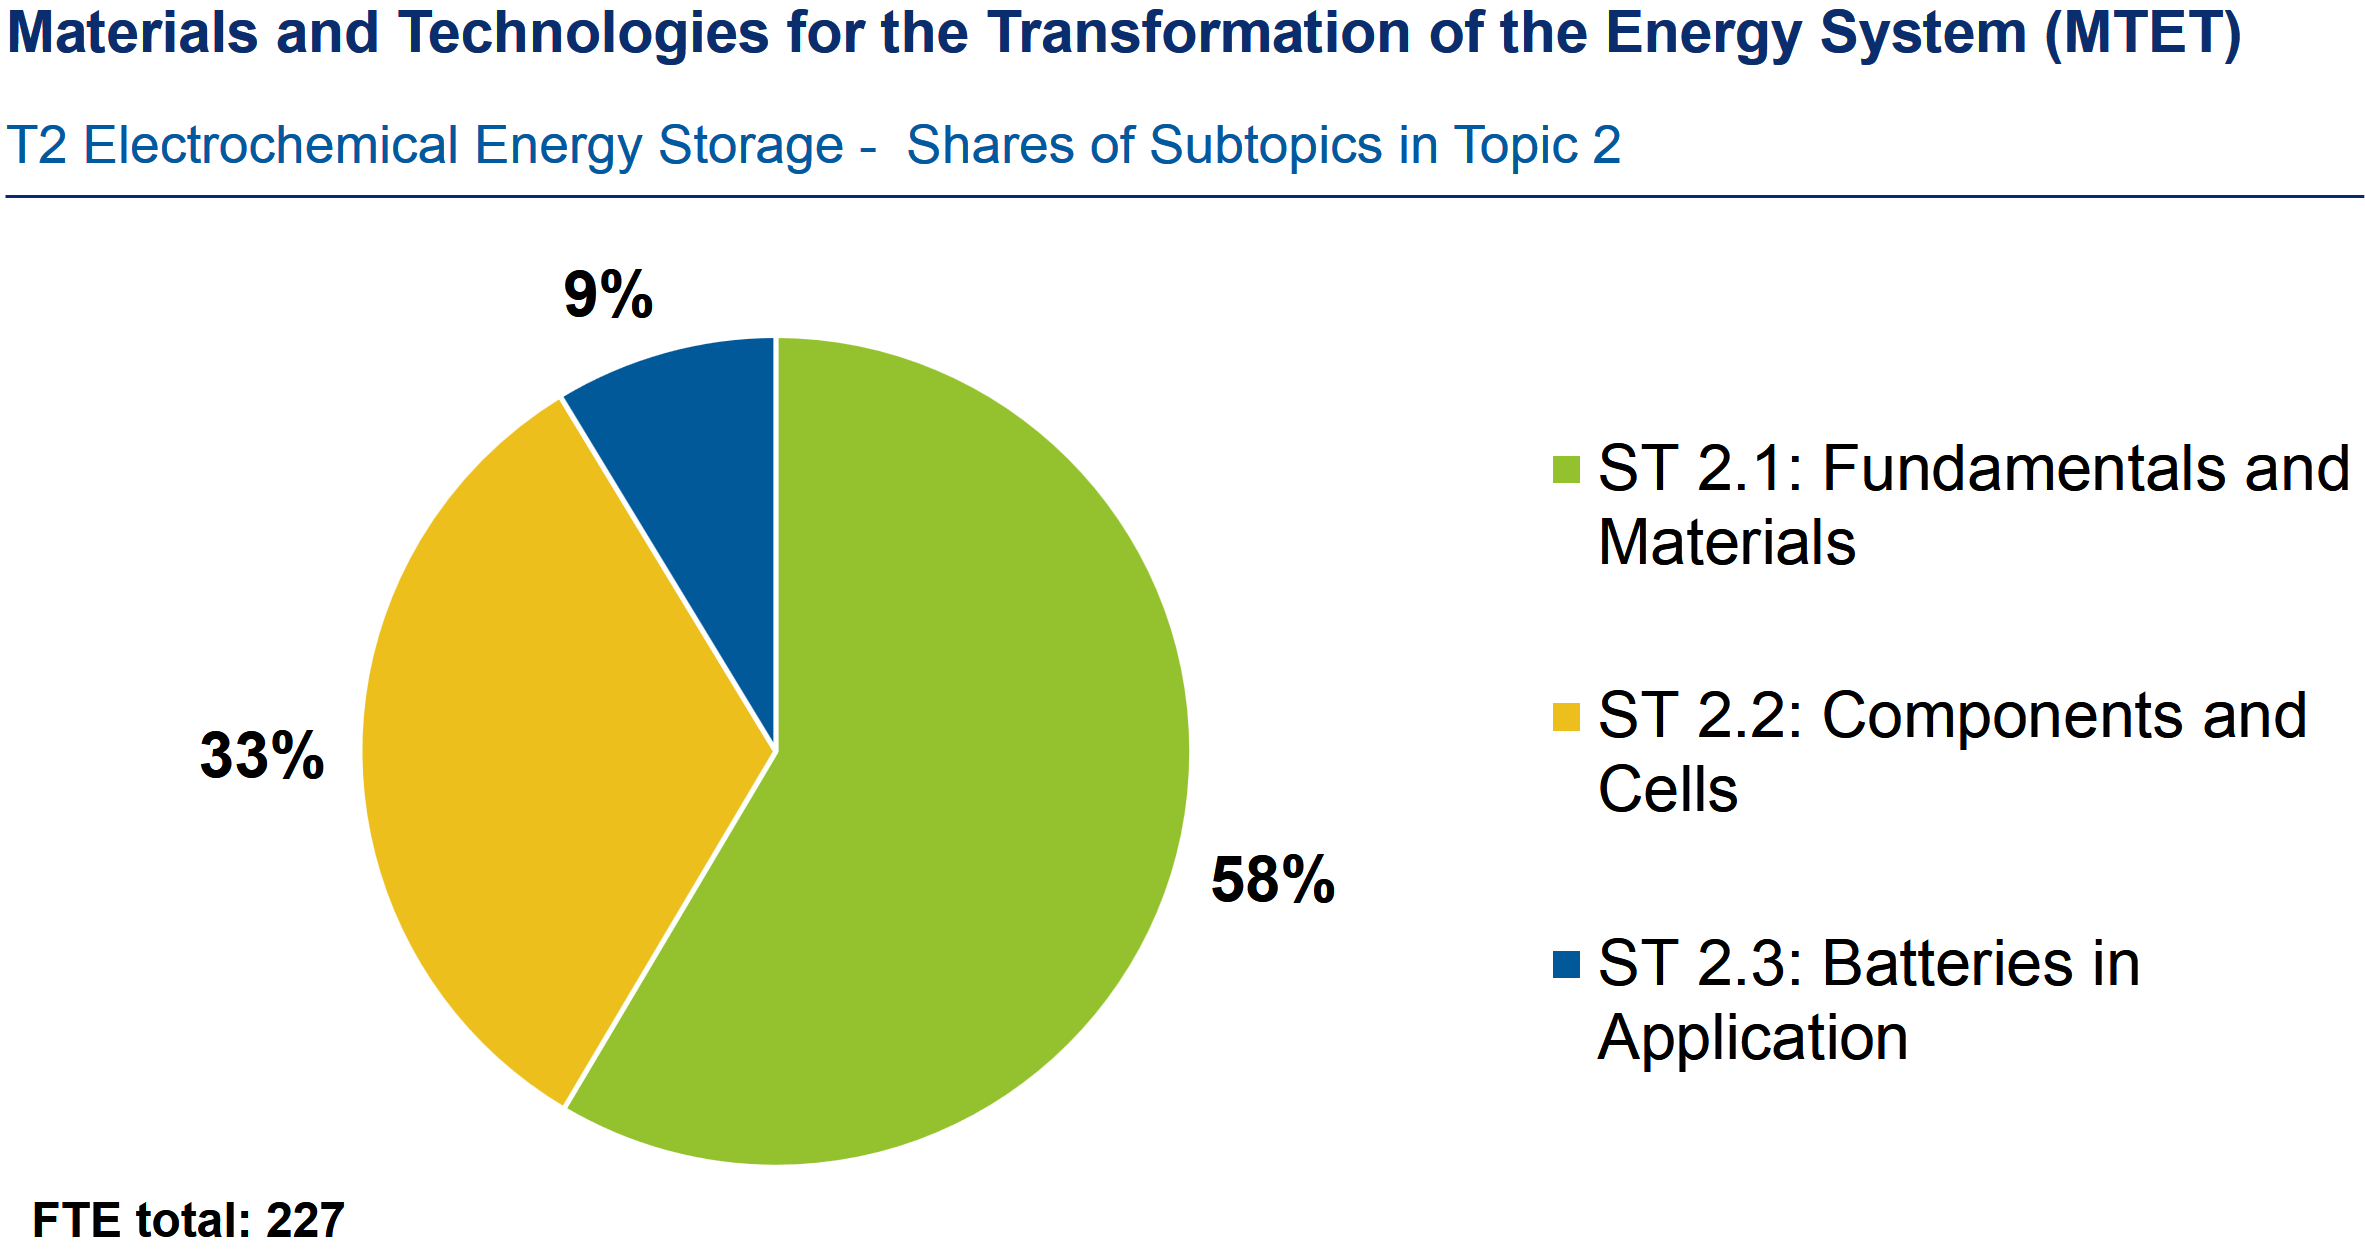 Materials and Technologies for the Transformation of the Energy System (MTET)
T2 Electrochemical Energy Storage - Shares of Subtopics in Topic 2
9%
33%
58%
ST 2.1: Fundamentals and
Materials
ST 2.2: Components and
Cells
ST 2.3: Batteries in
Application
FTE total: 227